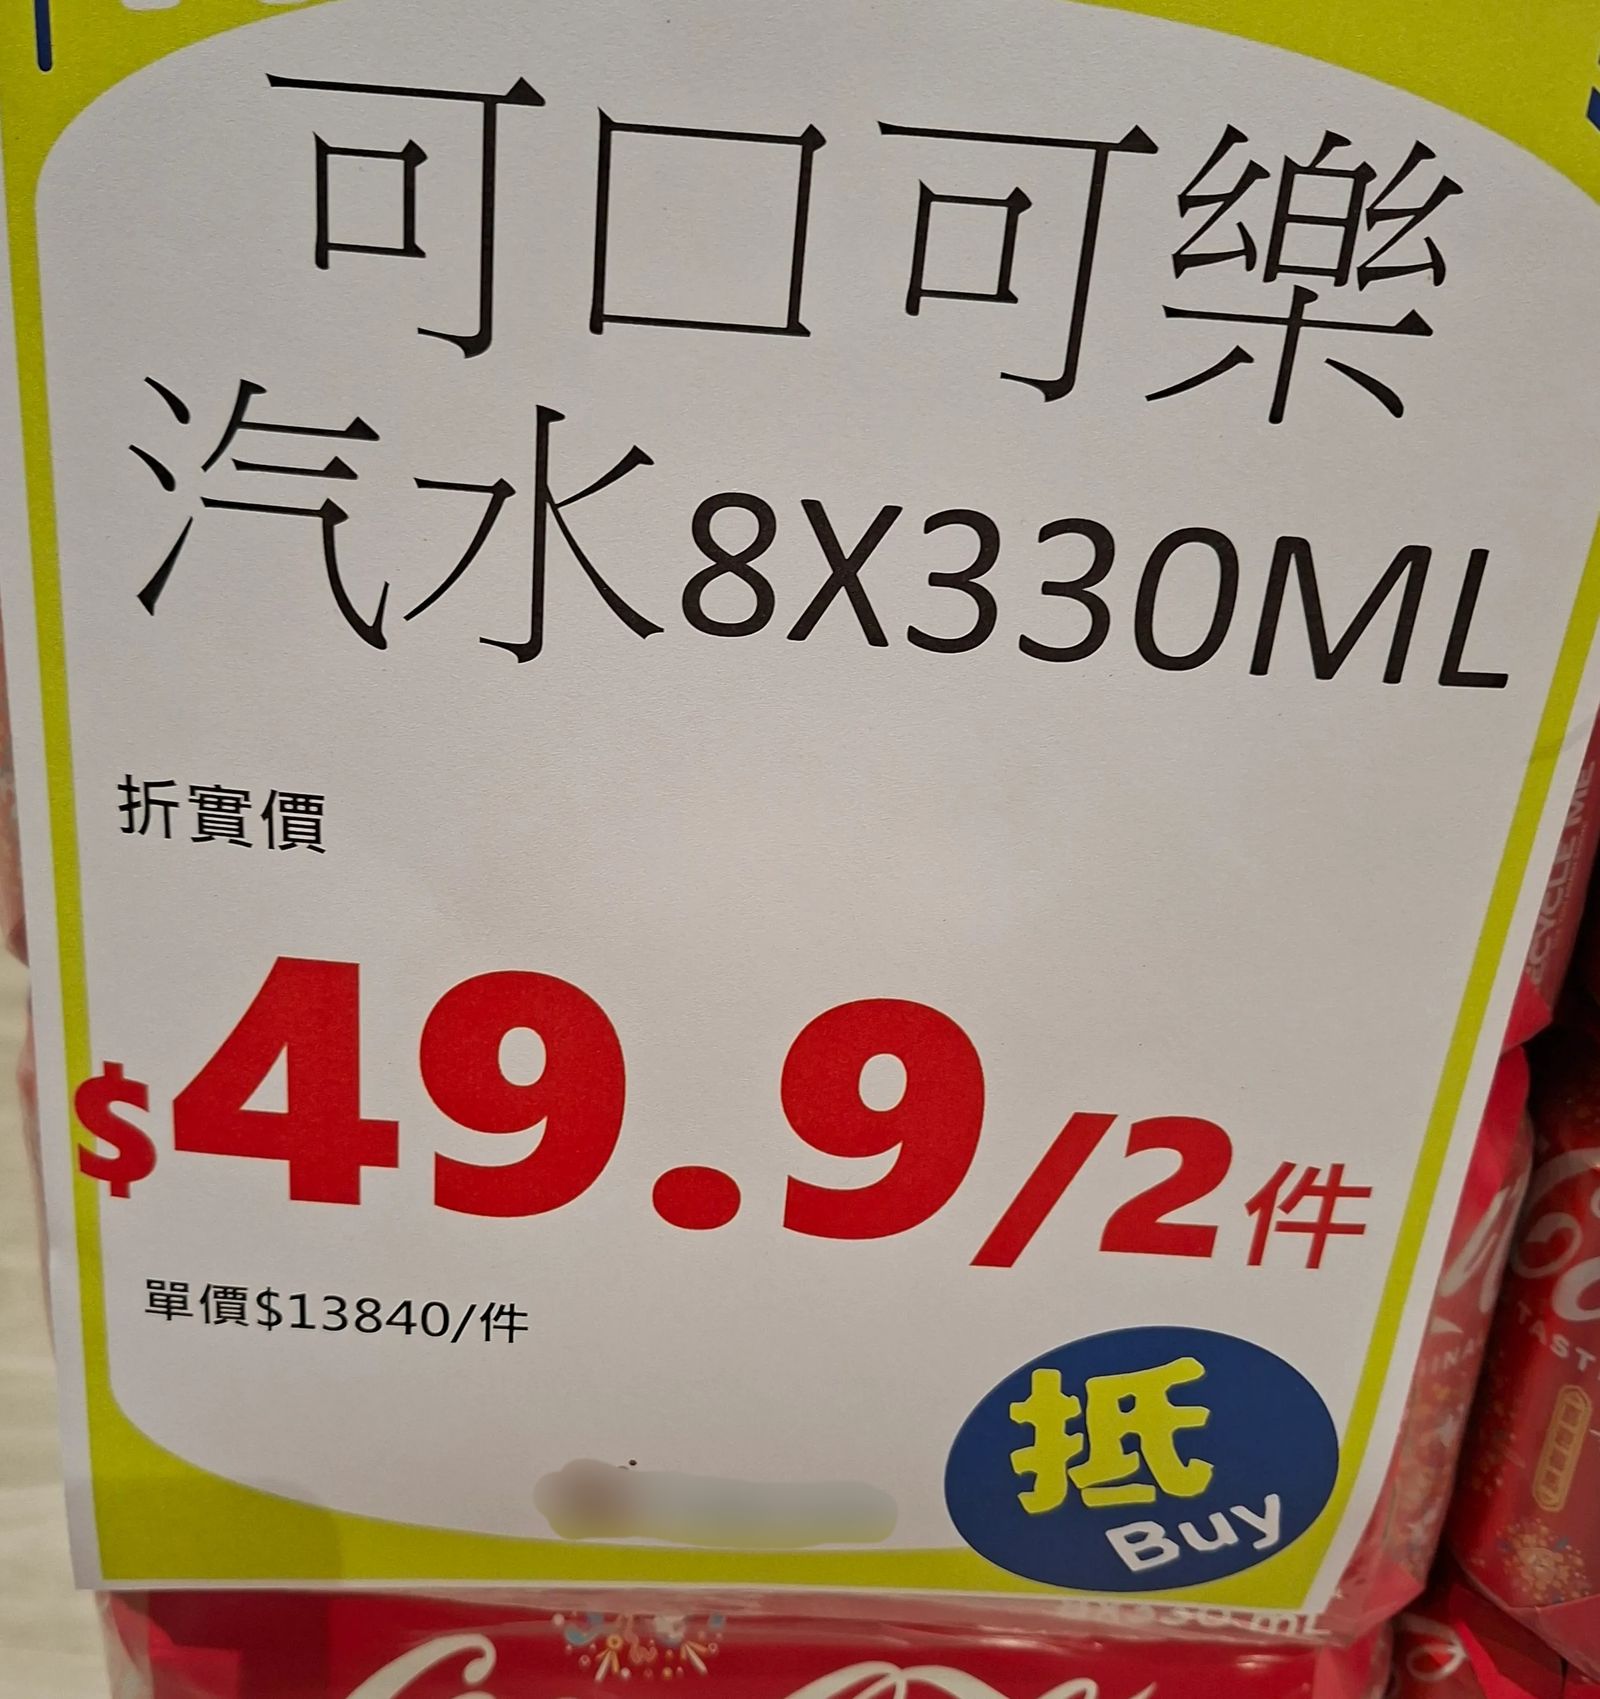 可口可樂
汽水8X330ML
折實價
$49.9/2件
單價$13840/件
抵
Buy
8X330mL